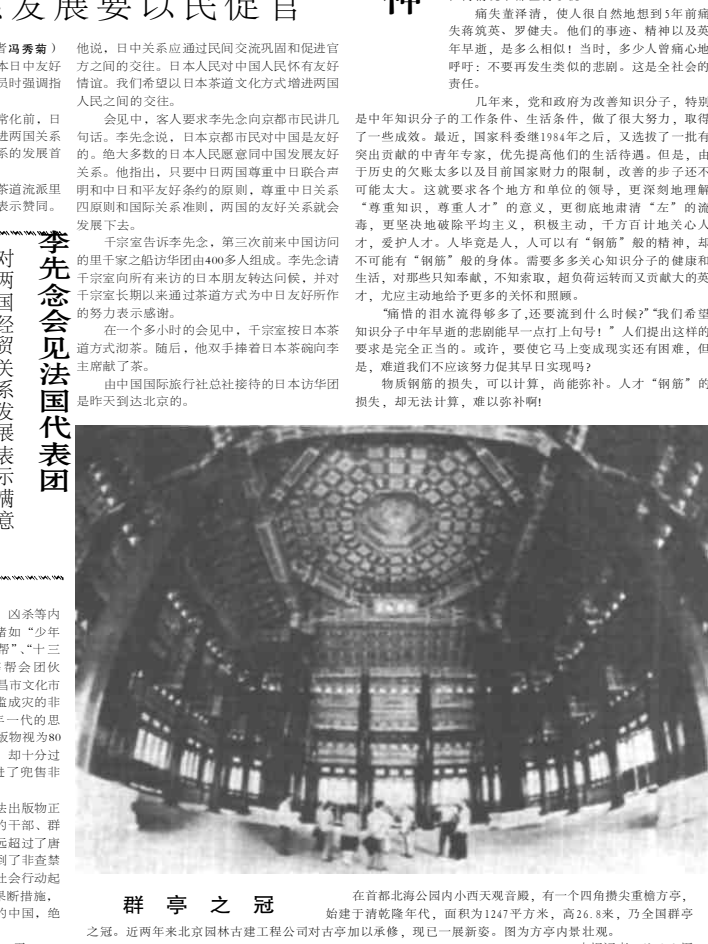 发展要以民促官
者冯秀菊）
本日中友好
员时强调指
常化前，日
进两国关系
系的发展首
茶道流派里
表示赞同。
他说，日中关系应通过民间交流巩固和促进官
方之间的交往。日本人民对中国人民怀有友好
情谊。我们希望以日本茶道文化方式增进两国
人民之间的交往。
会见中，客人要求李先念向京都市民讲几
句话。李先念说，日本京都市民对中国是友好
的。绝大多数的日本人民愿意同中国发展友好
关系。他指出，只要中日两国尊重中日联合声
明和中日和平友好条约的原则，尊重中日关系
四原则和国际关系准则，两国的友好关系就会
发展下去。
千宗室告诉李先念，第三次前来中国访问
的里千家之船访华团由400多人组成。李先念请
千宗室向所有来访的日本朋友转达问候，并对
千宗室长期以来通过茶道方式为中日友好所作
的努力表示感谢。
在一个多小时的会见中，千宗室按日本茶
道方式沏茶。随后，他双手捧着日本茶碗向李
主席献了茶。
由中国国际旅行社总社接待的日本访华团
是昨天到达北京的。
神
痛失董泽清，使人很自然地想到5年前痛
失蒋筑英、罗健夫。他们的事迹、精神以及英
年早逝，是多么相似！当时，多少人曾痛心地
呼吁：不要再发生类似的悲剧。这是全社会的
责任。
几年来，党和政府为改善知识分子，特别
是中年知识分子的工作条件、生活条件，做了很大努力，取得
了一些成效。最近，国家科委继1984年之后，又选拔了一批有
突出贡献的中青年专家，优先提高他们的生活待遇。但是，由
于历史的欠账太多以及目前国家财力的限制，改善的步子还不
可能太大。这就要求各个地方和单位的领导，更深刻地理解
“尊重知识，尊重人才”的意义，更彻底地肃清“左”的流
毒，更坚决地破除平均主义，积极主动，千方百计地关心人
才，爱护人才。人毕竟是人，人可以有“钢筋”般的精神，却
不可能有“钢筋”般的身体。需要多多关心知识分子的健康和
生活，对那些只知奉献，不知索取，超负荷运转而又贡献大的英
才，尤应主动地给予更多的关怀和照顾。
“痛惜的泪水流得够多了，还要流到什么时候？”“我们希望
知识分子中年早逝的悲剧能早一点打上句号！”人们提出这样的
要求是完全正当的。或许，要使它马上变成现实还有困难，但
是，难道我们不应该努力促其早日实现吗？
物质钢筋的损失，可以计算，尚能弥补。人才“钢筋”的
损失，却无法计算，难以弥补啊！
李先念会见法国代表团
对两国经贸关系发展表示满意
凶杀等内
诸如“少年
帮”、“十三
帮会团伙
昌市文化市
滥成灾的非
年一代的思
版物视为80
却十分过
进了兜售非
法出版物正
的干部、群
远超过了唐
到了非查禁
社会行动起
果断措施，
的中国，绝
群亭之冠
在首都北海公园内小西天观音殿，有一个四角攒尖重檐方亭，
始建于清乾隆年代，面积为1247平方米，高26.8米，乃全国群亭
之冠。近两年来北京园林古建工程公司对古亭加以承修，现已一展新姿。图为方亭内景壮观。